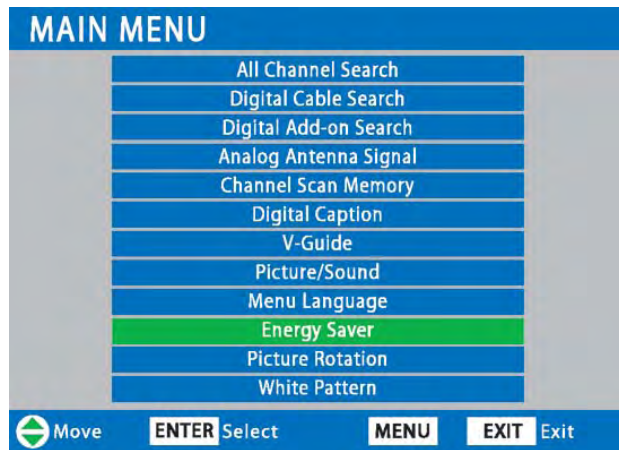 MAIN MENU
All Channel Search
Digital Cable Search
Digital Add-on Search
Analog Antenna Signal
Channel Scan Memory
Digital Caption
V-Guide
Picture/Sound
Menu Language
Energy Saver
Picture Rotation
White Pattern
Move ENTER Select MENU EXIT Exit